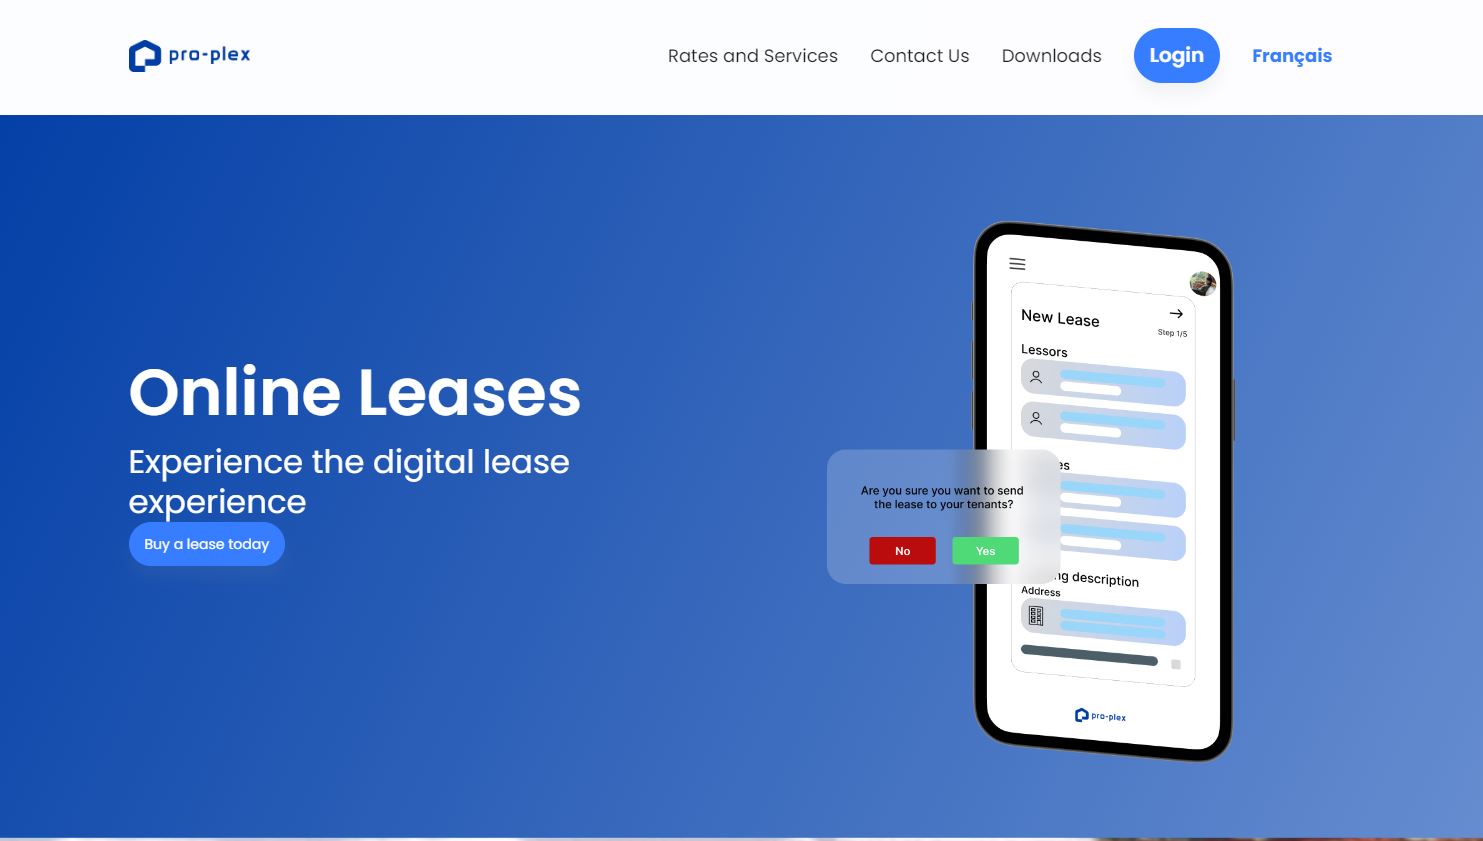 pro-plex
Rates and Services
Contact Us
Downloads
Login
Français
Online Leases
Experience the digital lease
experience
Buy a lease today
New Lease
Step 1/5
Lessors
es
Are you sure you want to send
the lease to your tenants?
No
Yes
ng description
Address
pro-plex